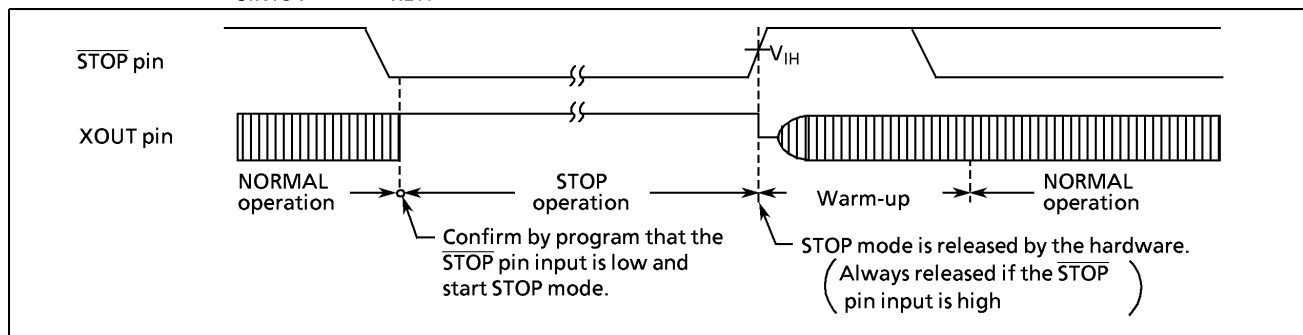 STOP pin
VIH
XOUT pin
NORMAL
operation
STOP
operation
Warm-up
NORMAL
operation
Confirm by program that the
STOP pin input is low and
start STOP mode.
STOP mode is released by the hardware.
(Always released if the STOP
pin input is high)